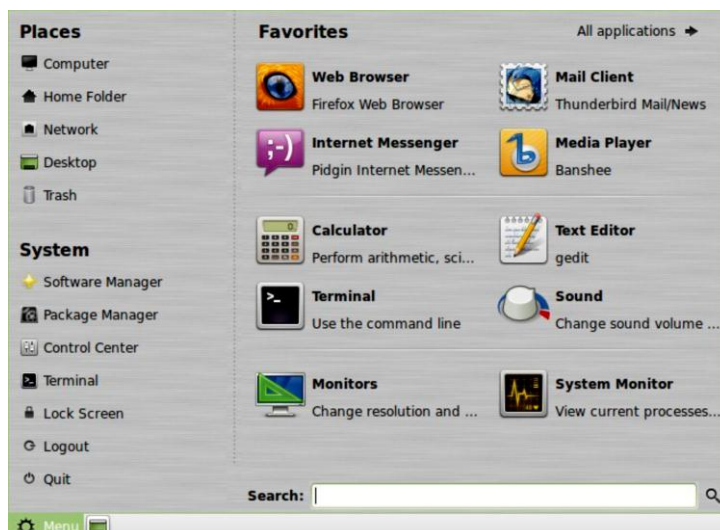 Places
Computer
Home Folder
Network
Desktop
Trash
System
Software Manager
Package Manager
Control Center
Terminal
Lock Screen
Logout
Quit
Favorites
All applications
Web Browser
Firefox Web Browser
Mail Client
Thunderbird Mail/News
;-)
Internet Messenger
Pidgin Internet Messen...
Media Player
Banshee
Calculator
Perform arithmetic, sci...
Text Editor
gedit
>_
Terminal
Use the command line
Sound
Change sound volume ...
Monitors
Change resolution and ...
System Monitor
View current processes...
Search:
Menu